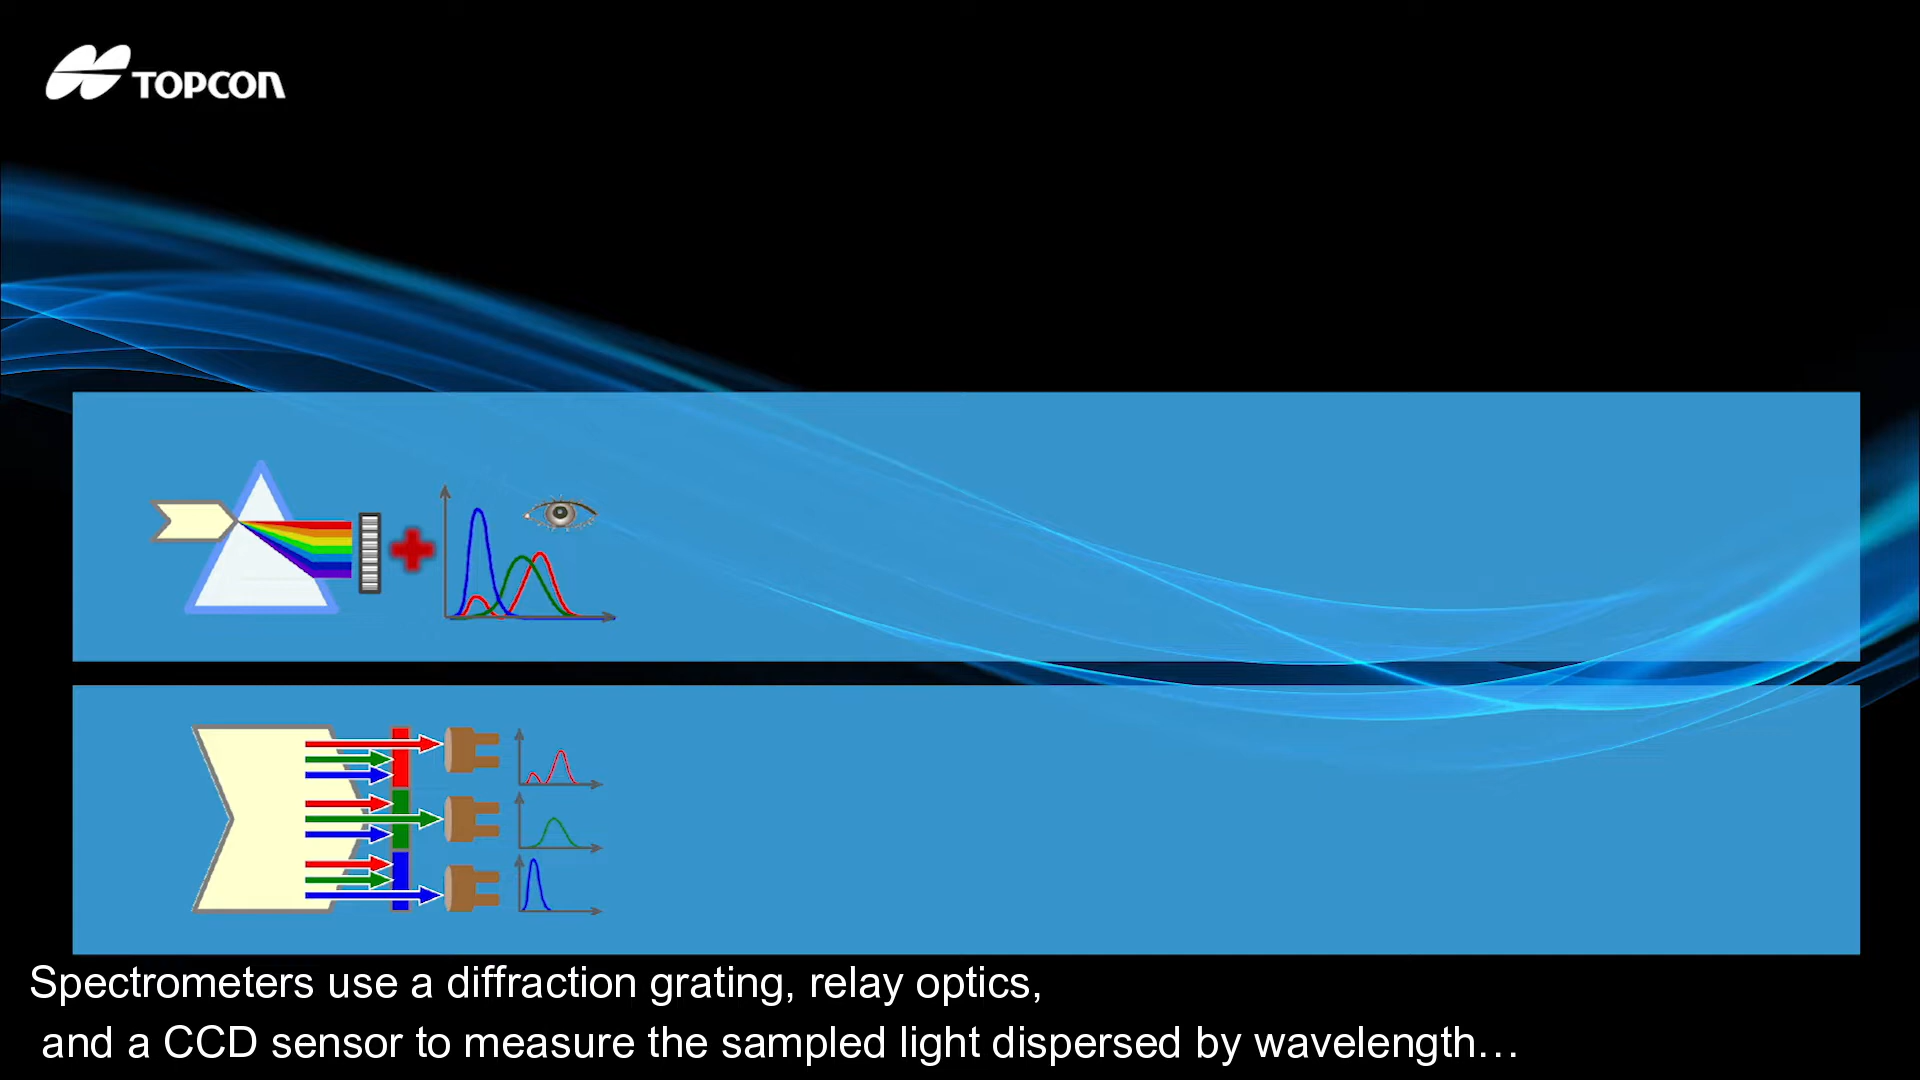 TOPCON
Spectrometers use a diffraction grating, relay optics,
and a CCD sensor to measure the sampled light dispersed by wavelength…